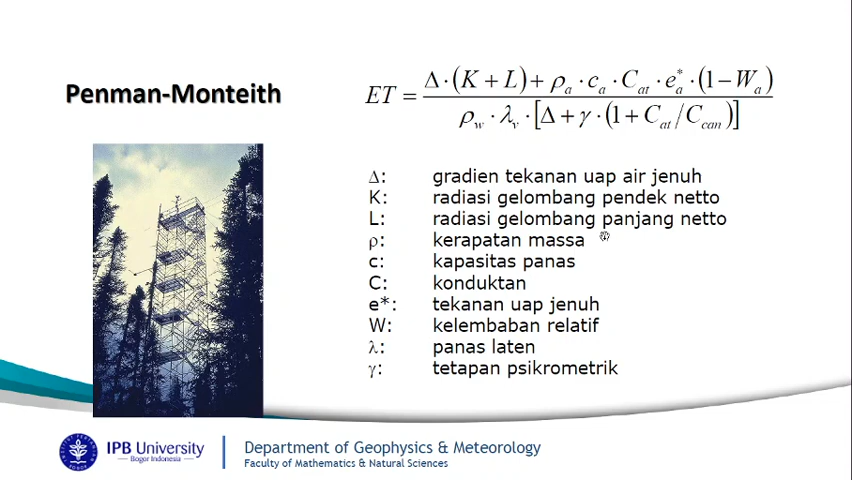 Penman-Monteith
ET = Δ·(K + L) + ρₐ·cₐ·Cₐₜ·eₐ*·(1 − Wₐ) / ρw·λv·[Δ + γ·(1 + Cₐₜ/Ccan)]
Δ: gradien tekanan uap air jenuh
K: radiasi gelombang pendek netto
L: radiasi gelombang panjang netto
ρ: kerapatan massa
c: kapasitas panas
C: konduktan
e*: tekanan uap jenuh
W: kelembaban relatif
λ: panas laten
γ: tetapan psikrometrik
IPB University
Bogor Indonesia
Department of Geophysics & Meteorology
Faculty of Mathematics & Natural Sciences